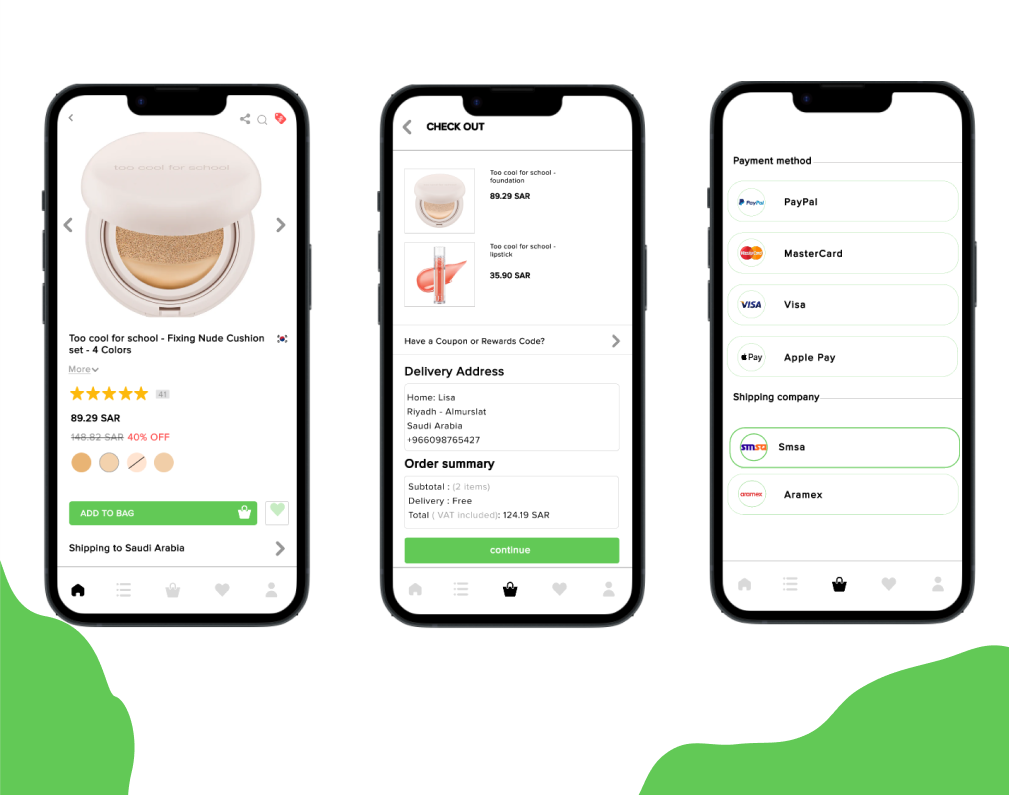 too cool for school
Too cool for school - Fixing Nude Cushion
set - 4 Colors
More
41
89.29 SAR
148.82 SAR 40% OFF
ADD TO BAG
Shipping to Saudi Arabia
CHECK OUT
Too cool for school -
foundation
89.29 SAR
Too cool for school -
lipstick
35.90 SAR
Have a Coupon or Rewards Code?
Delivery Address
Home: Lisa
Riyadh - Almurslat
Saudi Arabia
+966098765427
Order summary
Subtotal : (2 items)
Delivery : Free
Total ( VAT included): 124.19 SAR
continue
Payment method
PayPal PayPal
MasterCard MasterCard
VISA Visa
Pay Apple Pay
Shipping company
smsa Smsa
aramex Aramex